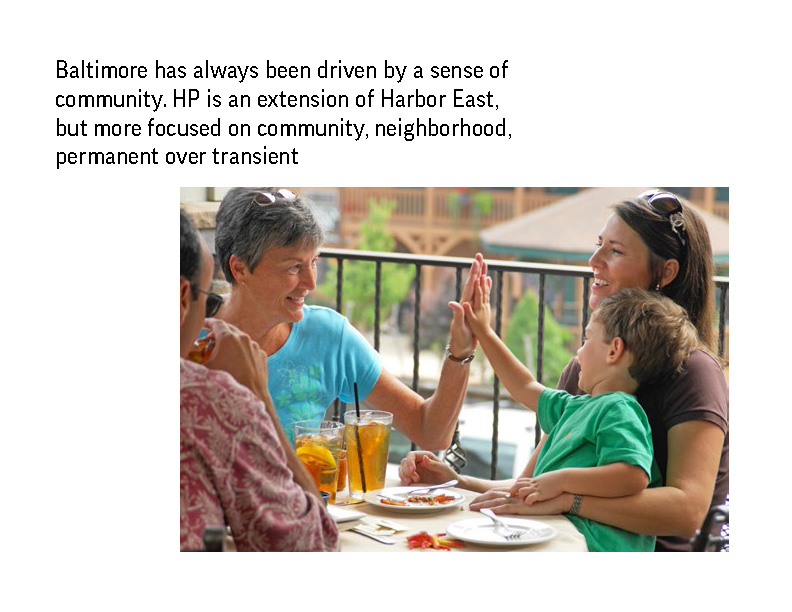 Baltimore has always been driven by a sense of
community. HP is an extension of Harbor East,
but more focused on community, neighborhood,
permanent over transient